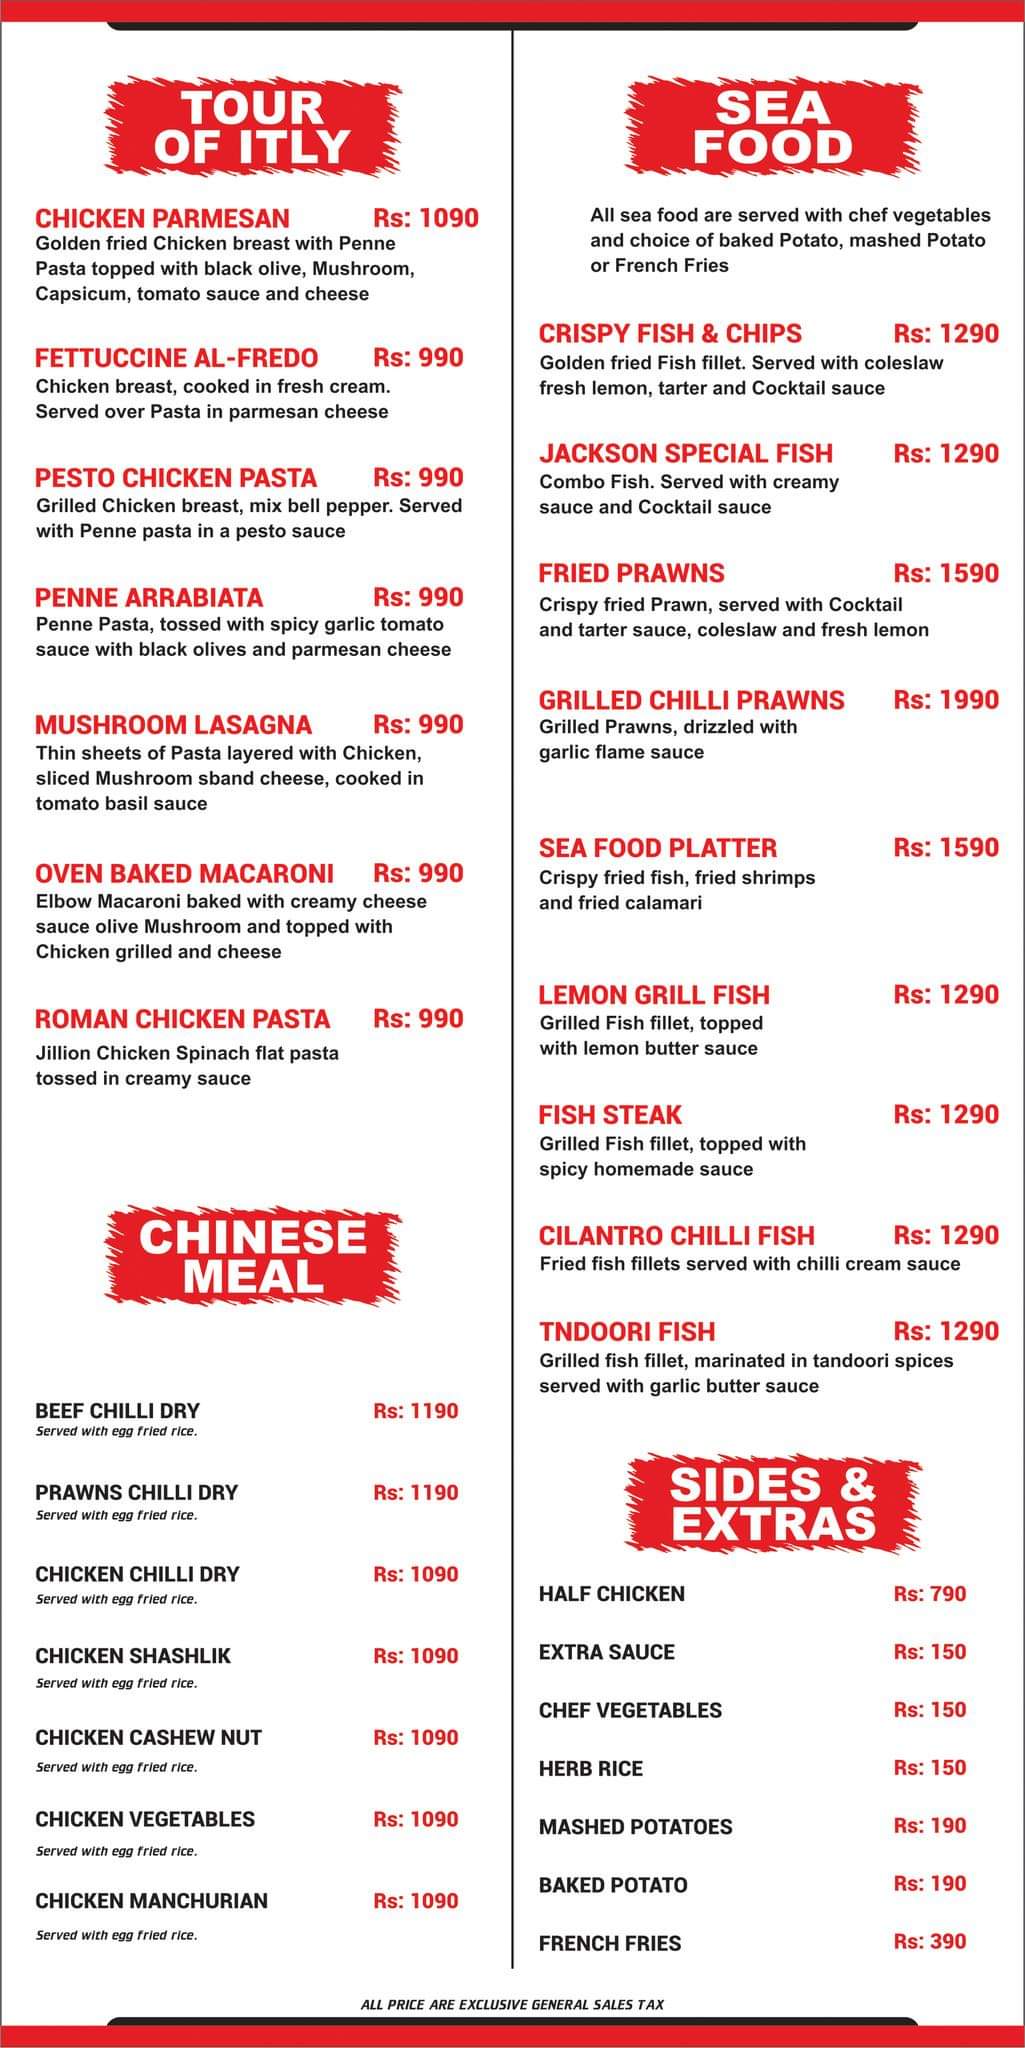 TOUR
OF ITLY
CHICKEN PARMESAN Rs: 1090
Golden fried Chicken breast with Penne
Pasta topped with black olive, Mushroom,
Capsicum, tomato sauce and cheese
FETTUCCINE AL-FREDO Rs: 990
Chicken breast, cooked in fresh cream.
Served over Pasta in parmesan cheese
PESTO CHICKEN PASTA Rs: 990
Grilled Chicken breast, mix bell pepper. Served
with Penne pasta in a pesto sauce
PENNE ARRABIATA Rs: 990
Penne Pasta, tossed with spicy garlic tomato
sauce with black olives and parmesan cheese
MUSHROOM LASAGNA Rs: 990
Thin sheets of Pasta layered with Chicken,
sliced Mushroom sband cheese, cooked in
tomato basil sauce
OVEN BAKED MACARONI Rs: 990
Elbow Macaroni baked with creamy cheese
sauce olive Mushroom and topped with
Chicken grilled and cheese
ROMAN CHICKEN PASTA Rs: 990
Jillion Chicken Spinach flat pasta
tossed in creamy sauce
CHINESE
MEAL
BEEF CHILLI DRY Rs: 1190
Served with egg fried rice.
PRAWNS CHILLI DRY Rs: 1190
Served with egg fried rice.
CHICKEN CHILLI DRY Rs: 1090
Served with egg fried rice.
CHICKEN SHASHLIK Rs: 1090
Served with egg fried rice.
CHICKEN CASHEW NUT Rs: 1090
Served with egg fried rice.
CHICKEN VEGETABLES Rs: 1090
Served with egg fried rice.
CHICKEN MANCHURIAN Rs: 1090
Served with egg fried rice.
SEA
FOOD
All sea food are served with chef vegetables
and choice of baked Potato, mashed Potato
or French Fries
CRISPY FISH & CHIPS Rs: 1290
Golden fried Fish fillet. Served with coleslaw
fresh lemon, tarter and Cocktail sauce
JACKSON SPECIAL FISH Rs: 1290
Combo Fish. Served with creamy
sauce and Cocktail sauce
FRIED PRAWNS Rs: 1590
Crispy fried Prawn, served with Cocktail
and tarter sauce, coleslaw and fresh lemon
GRILLED CHILLI PRAWNS Rs: 1990
Grilled Prawns, drizzled with
garlic flame sauce
SEA FOOD PLATTER Rs: 1590
Crispy fried fish, fried shrimps
and fried calamari
LEMON GRILL FISH Rs: 1290
Grilled Fish fillet, topped
with lemon butter sauce
FISH STEAK Rs: 1290
Grilled Fish fillet, topped with
spicy homemade sauce
CILANTRO CHILLI FISH Rs: 1290
Fried fish fillets served with chilli cream sauce
TNDOORI FISH Rs: 1290
Grilled fish fillet, marinated in tandoori spices
served with garlic butter sauce
SIDES &
EXTRAS
HALF CHICKEN Rs: 790
EXTRA SAUCE Rs: 150
CHEF VEGETABLES Rs: 150
HERB RICE Rs: 150
MASHED POTATOES Rs: 190
BAKED POTATO Rs: 190
FRENCH FRIES Rs: 390
ALL PRICE ARE EXCLUSIVE GENERAL SALES TAX